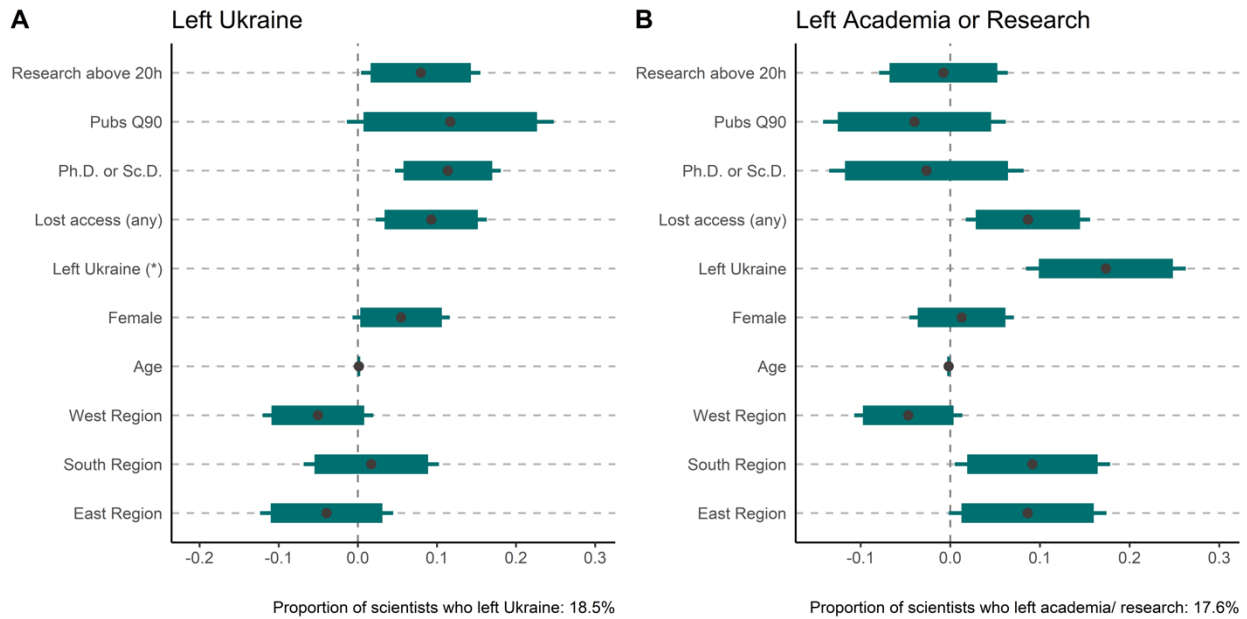 A
Left Ukraine
Research above 20h
Pubs Q90
Ph.D. or Sc.D.
Lost access (any)
Left Ukraine (*)
Female
Age
West Region
South Region
East Region
-0.2 -0.1 0.0 0.1 0.2 0.3
Proportion of scientists who left Ukraine: 18.5%
B
Left Academia or Research
Research above 20h
Pubs Q90
Ph.D. or Sc.D.
Lost access (any)
Left Ukraine
Female
Age
West Region
South Region
East Region
-0.1 0.0 0.1 0.2 0.3
Proportion of scientists who left academia/ research: 17.6%